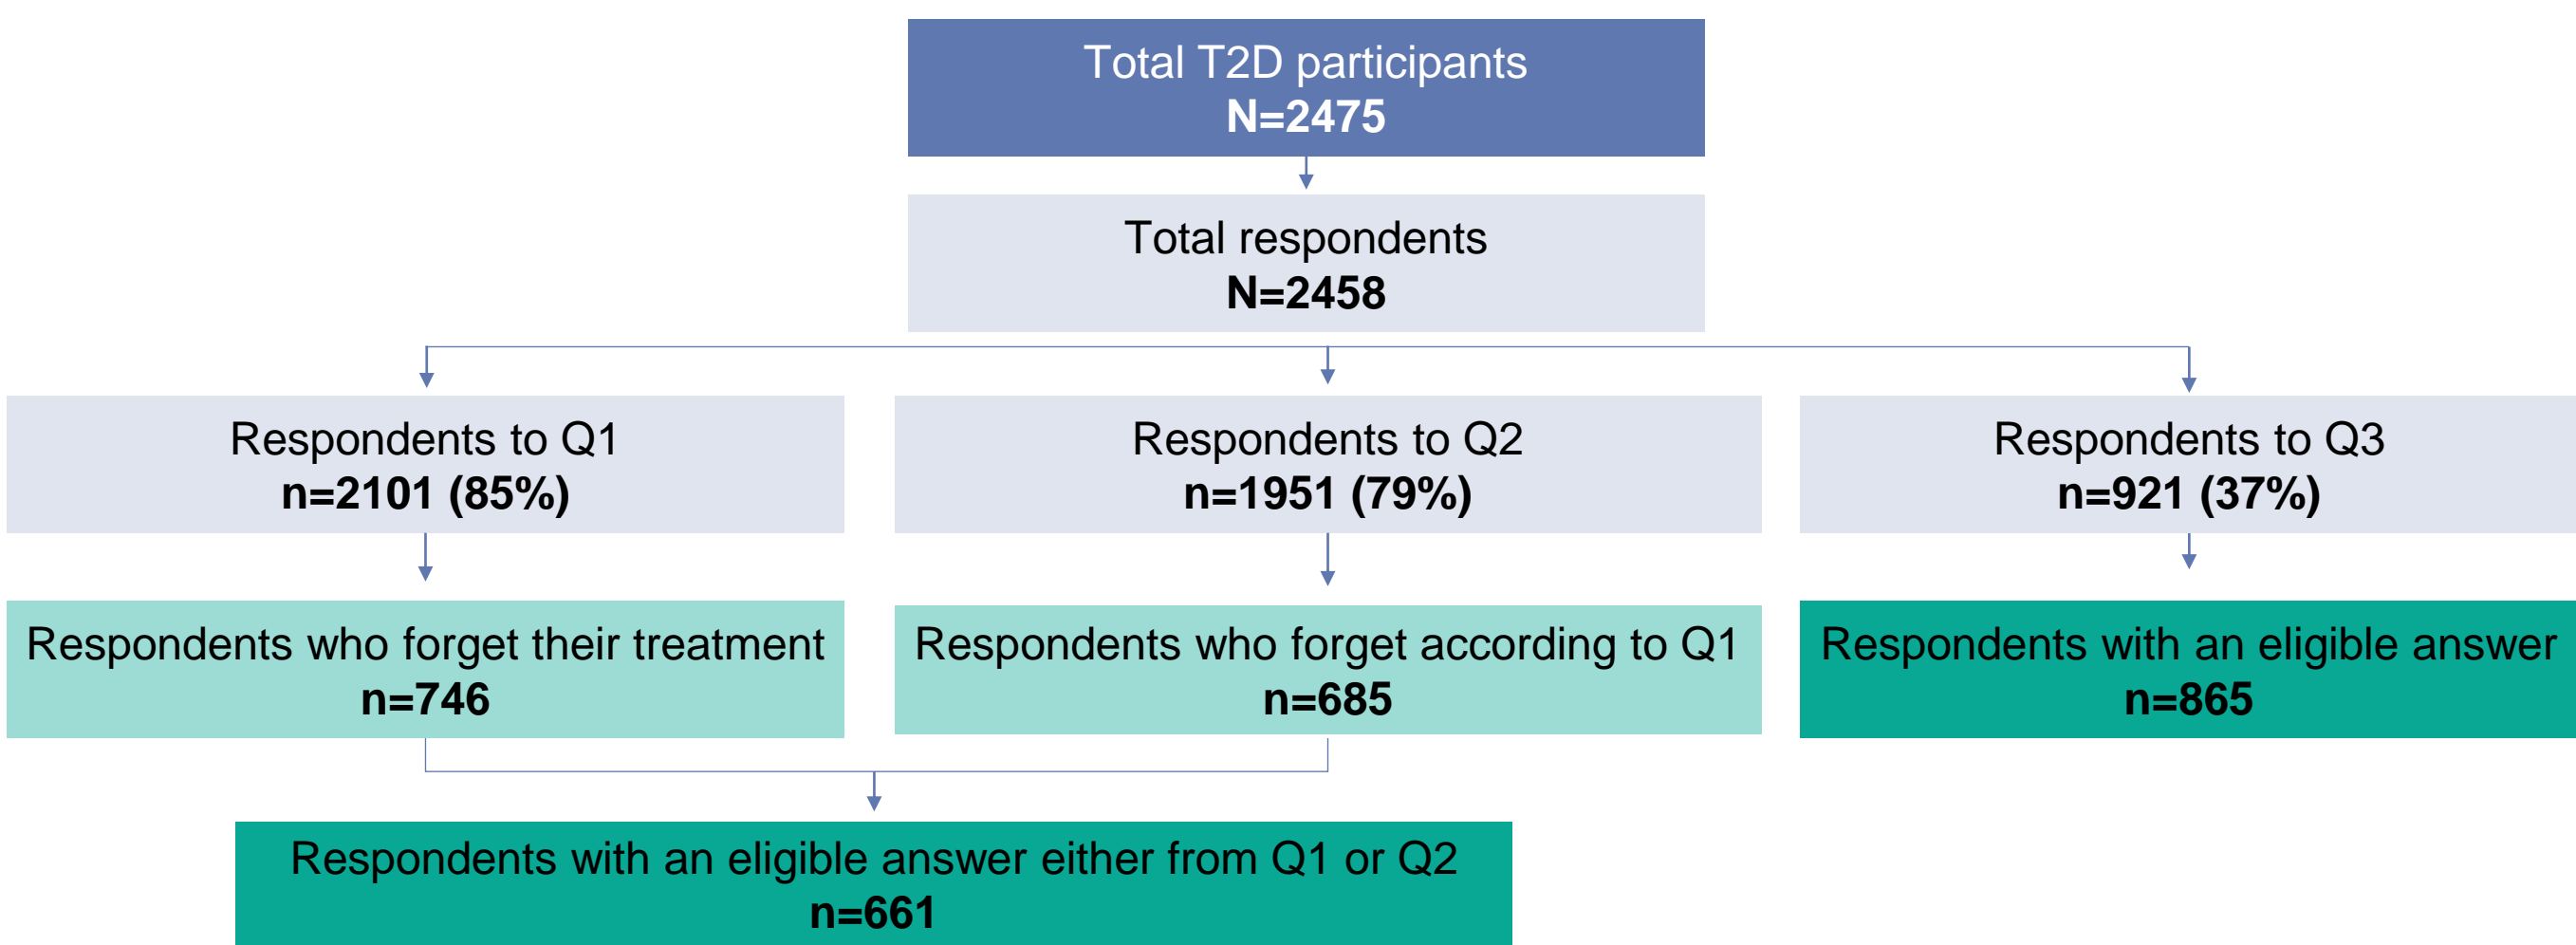 Total T2D participants
N=2475
Total respondents
N=2458
Respondents to Q1
n=2101 (85%)
Respondents to Q2
n=1951 (79%)
Respondents to Q3
n=921 (37%)
Respondents who forget their treatment
n=746
Respondents who forget according to Q1
n=685
Respondents with an eligible answer
n=865
Respondents with an eligible answer either from Q1 or Q2
n=661